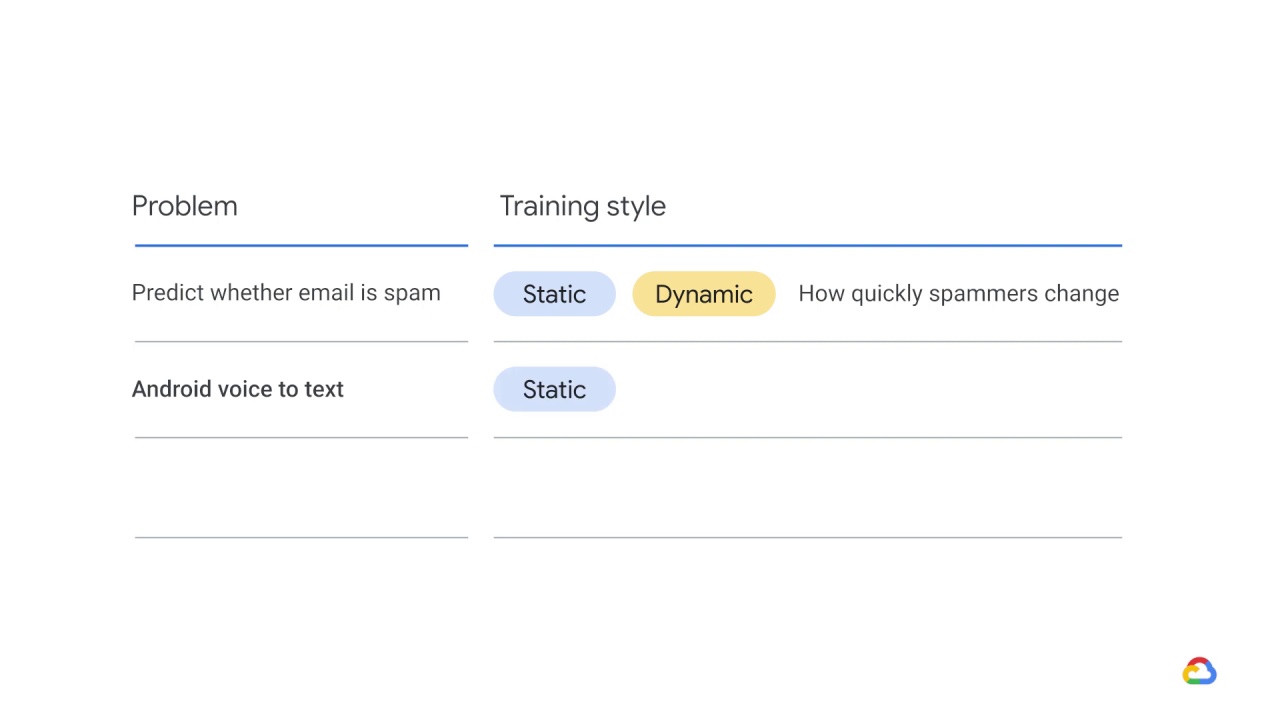 Problem Training style
Predict whether email is spam Static Dynamic How quickly spammers change
Android voice to text Static